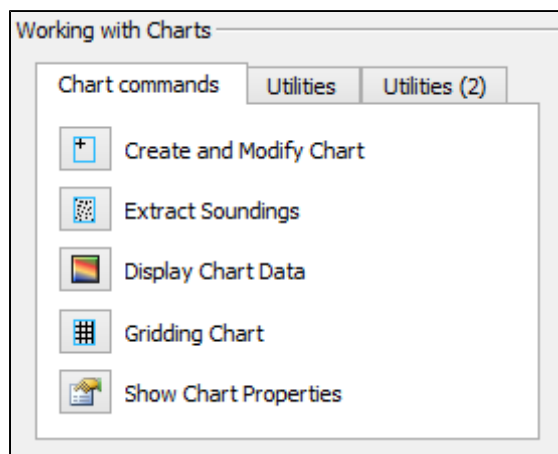 Working with Charts
Chart commands Utilities Utilities (2)
Create and Modify Chart
Extract Soundings
Display Chart Data
Gridding Chart
Show Chart Properties